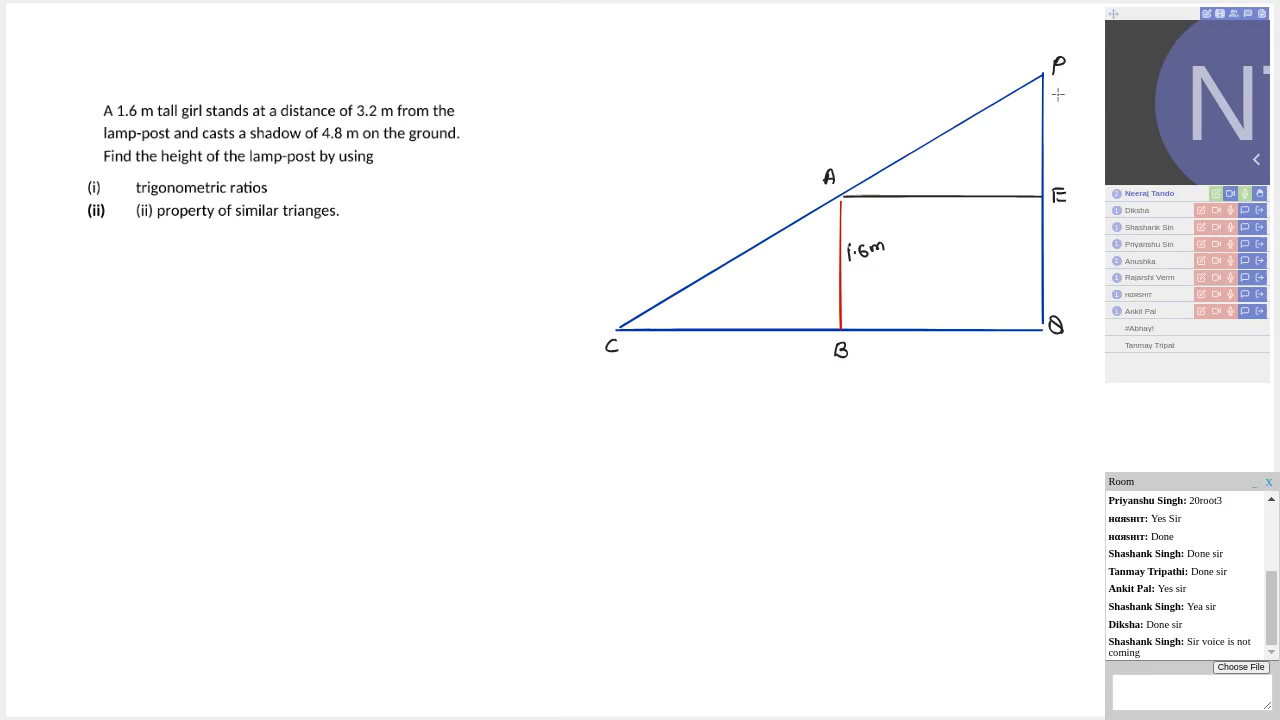 A 1.6 m tall girl stands at a distance of 3.2 m from the
lamp-post and casts a shadow of 4.8 m on the ground.
Find the height of the lamp-post by using
(i) trigonometric ratios
(ii) (ii) property of similar trianges.
P
A
E
1.6m
C
B
Q
N
Neeraj Tando
Diksha
Shashank Sin
Priyanshu Sin
Anushka
Rajarshi Verm
нαяѕнιт
Ankit Pal
#Abhay!
Tanmay Tripat
Room _ X
Priyanshu Singh: 20root3
нαяѕнιт: Yes Sir
нαяѕнιт: Done
Shashank Singh: Done sir
Tanmay Tripathi: Done sir
Ankit Pal: Yes sir
Shashank Singh: Yea sir
Diksha: Done sir
Shashank Singh: Sir voice is not
coming
Choose File